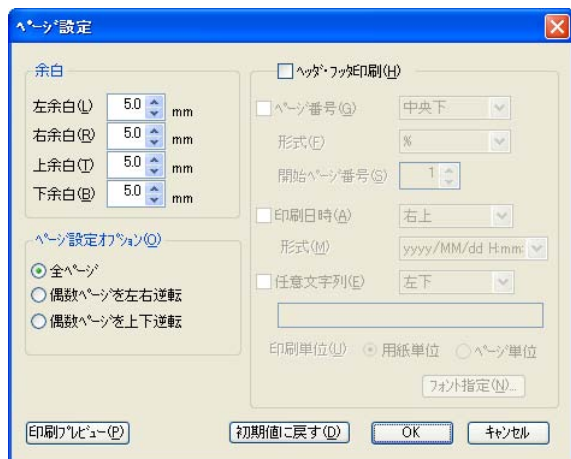 ページ設定
余白
左余白(L) 5.0 mm
右余白(R) 5.0 mm
上余白(T) 5.0 mm
下余白(B) 5.0 mm
ページ設定オプション(O)
全ページ
偶数ページを左右逆転
偶数ページを上下逆転
ヘッダ・フッタ印刷(H)
ページ番号(G) 中央下
形式(F) %
開始ページ番号(S) 1
印刷日時(A) 右上
形式(M) yyyy/MM/dd H:mm:
任意文字列(E) 左下
印刷単位(U) 用紙単位 ページ単位
フォント指定(N)...
印刷プレビュー(P) 初期値に戻す(D) OK キャンセル